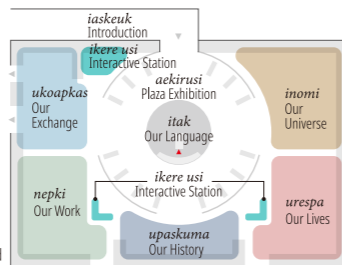 iaskeuk
Introduction
ikere usi
Interactive Station
ukoapkas
Our
Exchange
aekirusi
Plaza Exhibition
inomi
Our
Universe
itak
Our Language
ikere usi
Interactive Station
nepki
Our Work
urespa
Our Lives
upaskuma
Our History